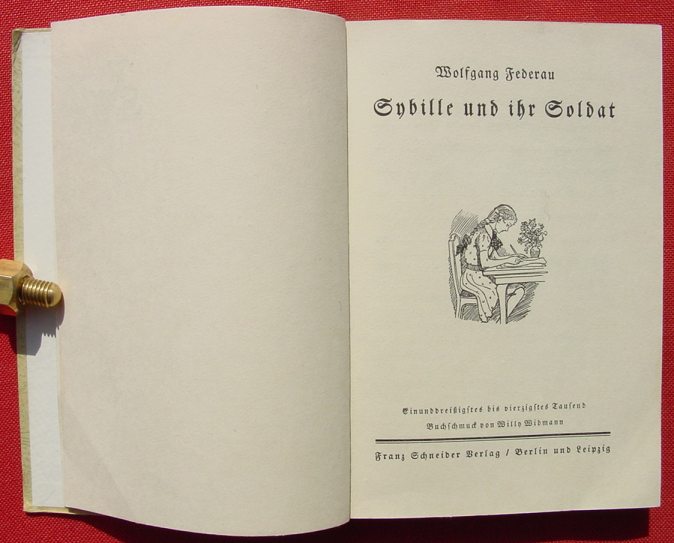 Wolfgang Federau
Sybille und ihr Soldat
Einunddreißigstes bis vierzigstes Tausend
Buchschmuck von Willy Widmann
Franz Schneider Verlag / Berlin und Leipzig